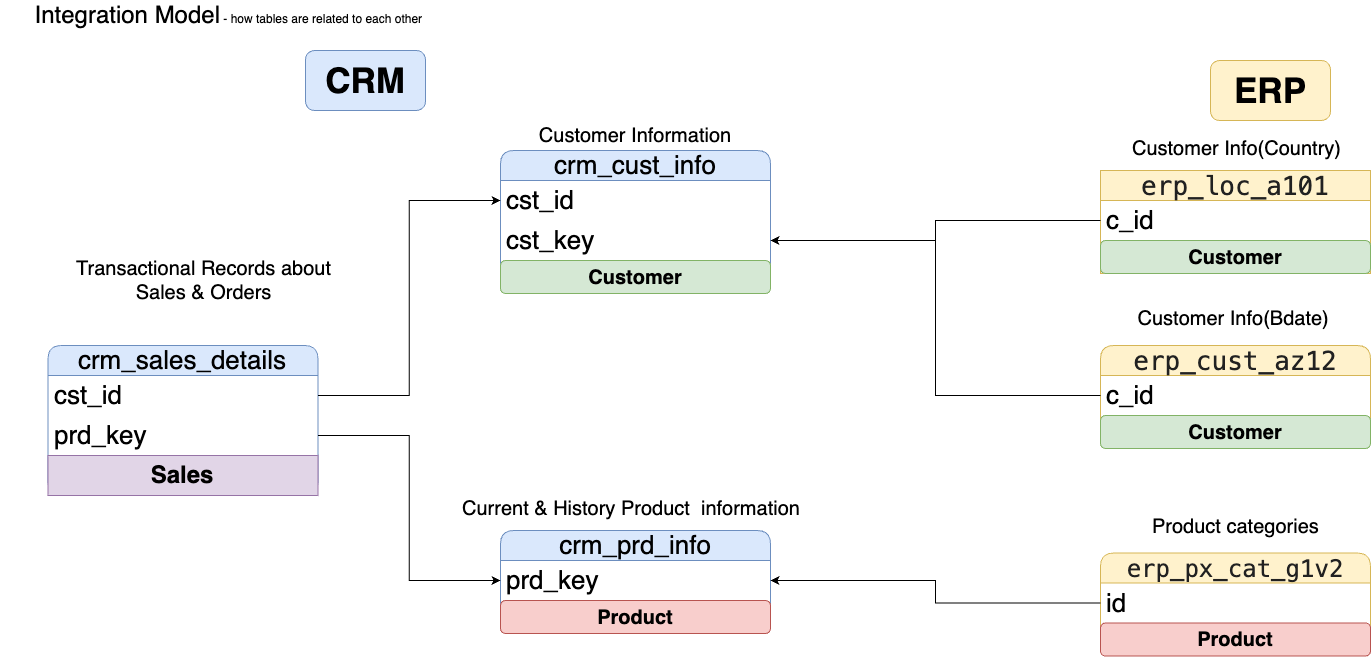 Integration Model - how tables are related to each other
CRM
ERP
Customer Information
crm_cust_info
cst_id
cst_key
Customer
Customer Info(Country)
erp_loc_a101
c_id
Customer
Transactional Records about
Sales & Orders
crm_sales_details
cst_id
prd_key
Sales
Customer Info(Bdate)
erp_cust_az12
c_id
Customer
Current & History Product  information
crm_prd_info
prd_key
Product
Product categories
erp_px_cat_g1v2
id
Product